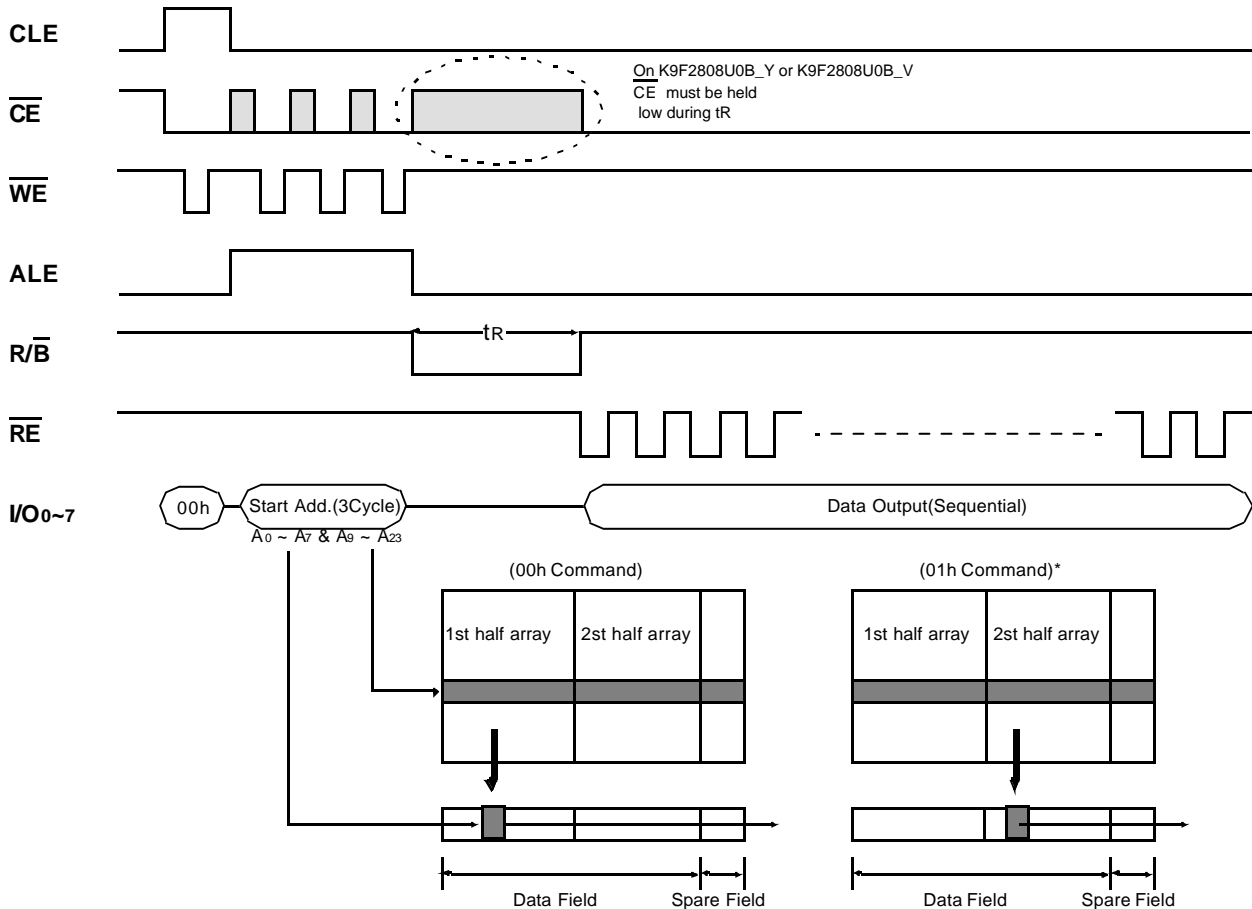 CLE
On K9F2808U0B_Y or K9F2808U0B_V
CE must be held
low during tR
CE
WE
ALE
tR
R/B
RE
I/O0~7
00h
Start Add.(3Cycle)
Data Output(Sequential)
A0 ~ A7 & A9 ~ A23
(00h Command)
(01h Command)*
1st half array
2st half array
1st half array
2st half array
Data Field
Spare Field
Data Field
Spare Field